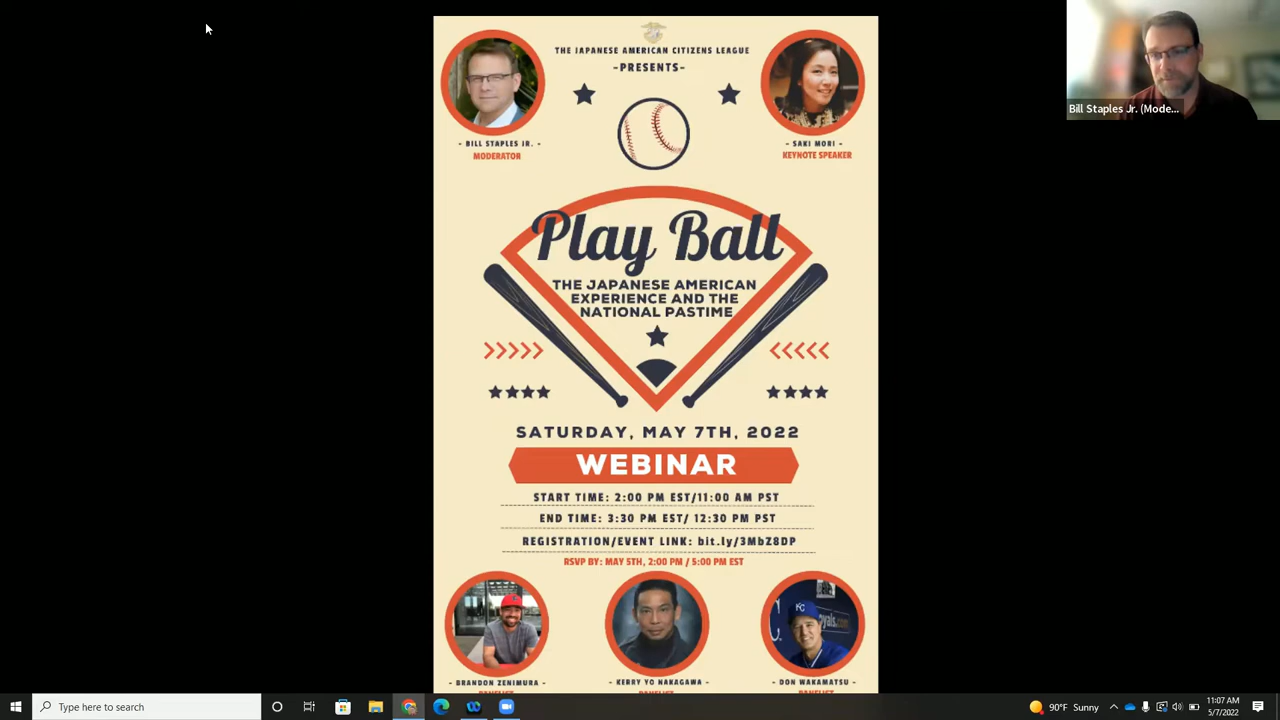 THE JAPANESE AMERICAN CITIZENS LEAGUE
-PRESENTS-
- BILL STAPLES JR. -
MODERATOR
- SAKI MORI -
KEYNOTE SPEAKER
Bill Staples Jr. (Mode...
Play Ball
THE JAPANESE AMERICAN
EXPERIENCE AND THE
NATIONAL PASTIME
SATURDAY, MAY 7TH, 2022
WEBINAR
START TIME: 2:00 PM EST/11:00 AM PST
END TIME: 3:30 PM EST/ 12:30 PM PST
REGISTRATION/EVENT LINK: bit.ly/3MbZ8DP
RSVP BY: MAY 5TH, 2:00 PM / 5:00 PM EST
KC
- BRANDON ZENIMURA -
- KERRY YO NAKAGAWA -
- DON WAKAMATSU -
PANELIST
PANELIST
PANELIST
Type here to search
90°F Sunny
11:07 AM
5/7/2022